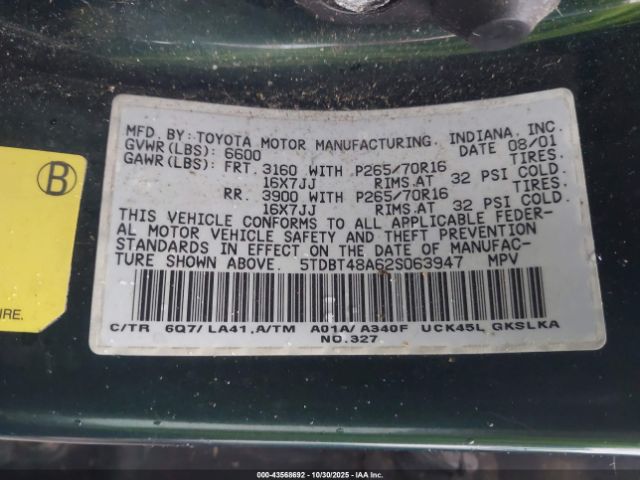 MFD. BY: TOYOTA MOTOR MANUFACTURING, INDIANA, INC.
GVWR(LBS): 6600 DATE 08/01
GAWR(LBS): FRT. 3160 WITH P265/70R16 TIRES.
16X7JJ RIMS.AT 32 PSI COLD.
RR. 3900 WITH P265/70R16 TIRES.
16X7JJ RIMS.AT 32 PSI COLD.
THIS VEHICLE CONFORMS TO ALL APPLICABLE FEDER-
AL MOTOR VEHICLE SAFETY AND THEFT PREVENTION
STANDARDS IN EFFECT ON THE DATE OF MANUFAC-
TURE SHOWN ABOVE. 5TDBT48A62S063947 MPV
C/TR 6Q7/ LA41,A/TM A01A/ A340F UCK45L GKSLKA
NO.327
B
IRE.
000-43568692 - 10/30/2025 - IAA, Inc.